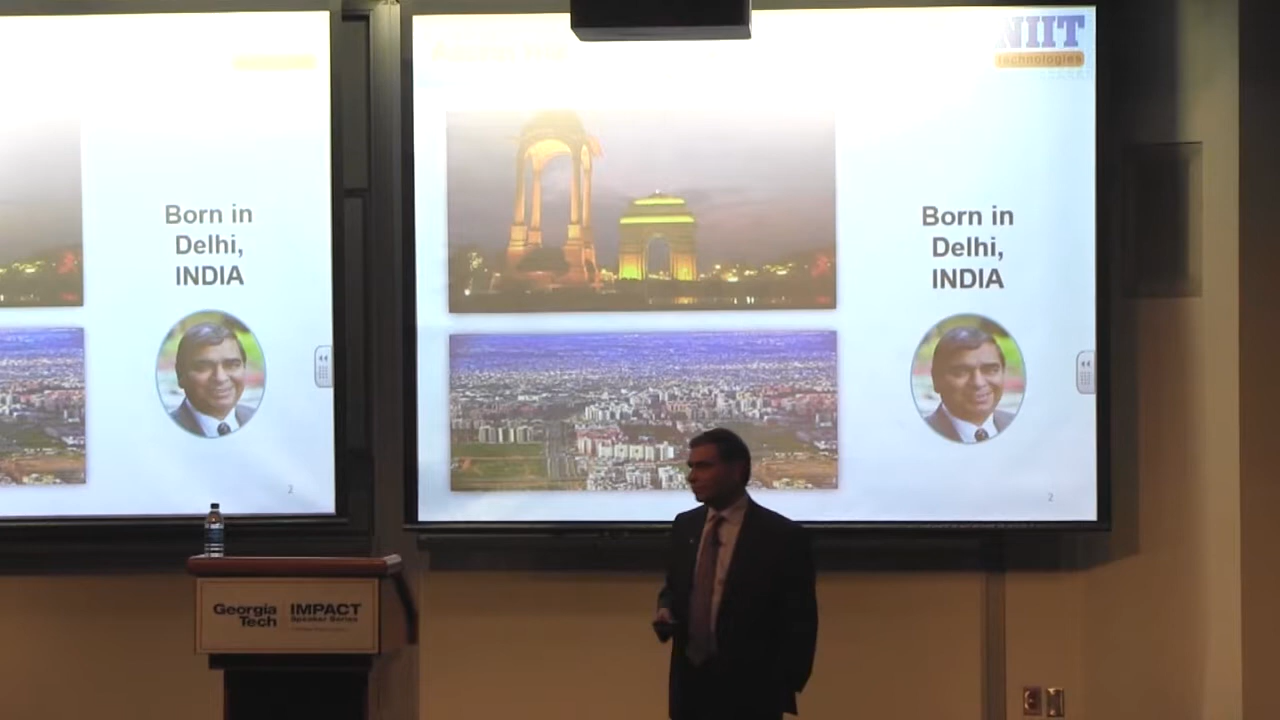 Born in
Delhi,
INDIA
2
NIIT
technologies
Born in
Delhi,
INDIA
2
Georgia
Tech
IMPACT
Speaker Series